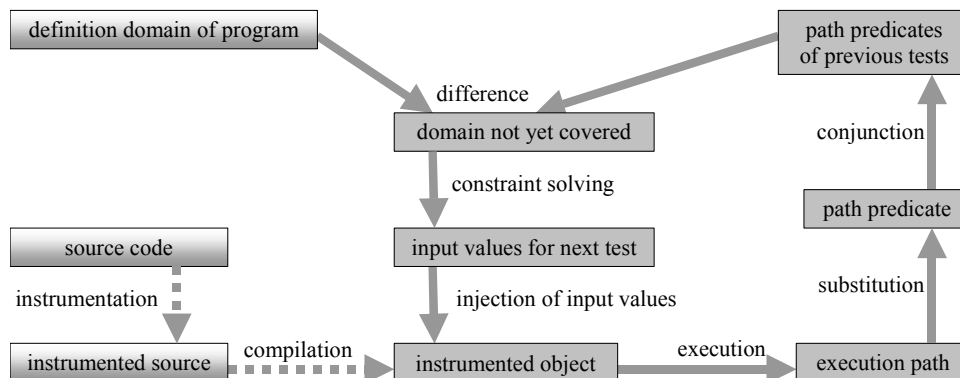 definition domain of program
path predicates
of previous tests
difference
domain not yet covered
conjunction
constraint solving
path predicate
source code
input values for next test
instrumentation
injection of input values
substitution
instrumented source
compilation
instrumented object
execution
execution path